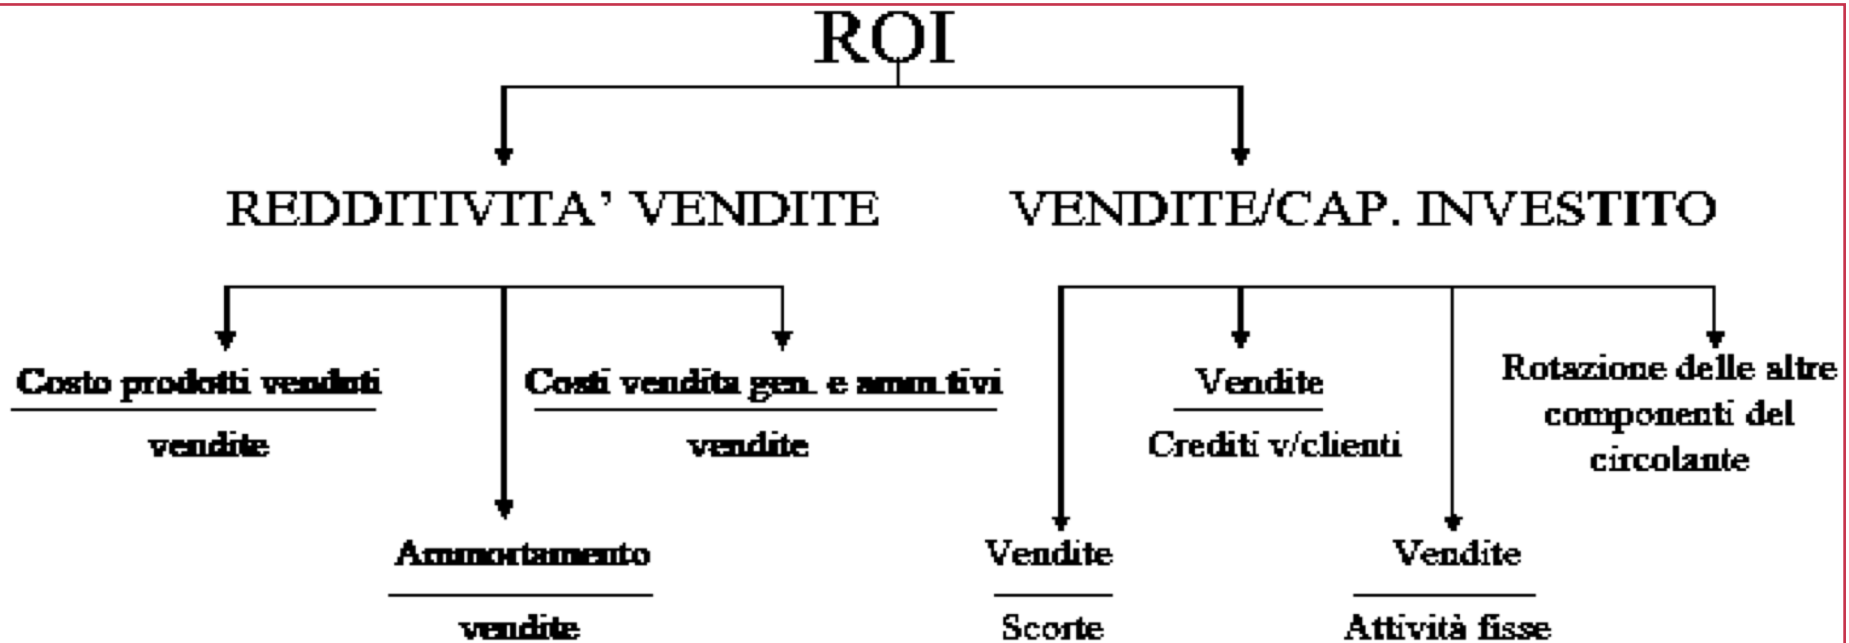 ROI
REDDITIVITA’ VENDITE
VENDITE/CAP. INVESTITO
Costo prodotti venduti
vendite
Ammortamento
vendite
Costi vendita gen. e amm.tivi
vendite
Vendite
Scorte
Vendite
Crediti v/clienti
Vendite
Attività fisse
Rotazione delle altre
componenti del
circolante